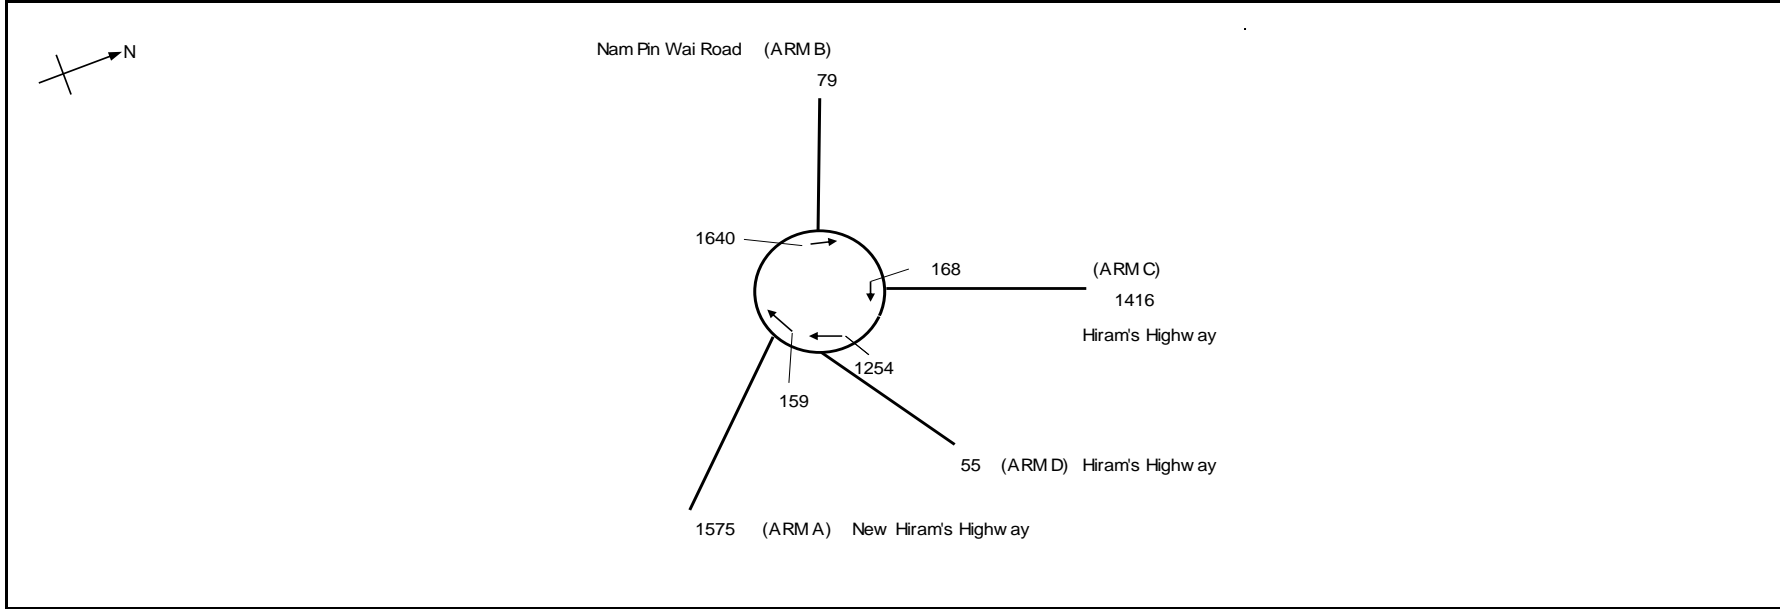 N
Nam Pin Wai Road (ARM B)
79
1640
168
(ARM C)
1416
Hiram's Highway
1254
159
55 (ARM D) Hiram's Highway
1575 (ARM A) New Hiram's Highway